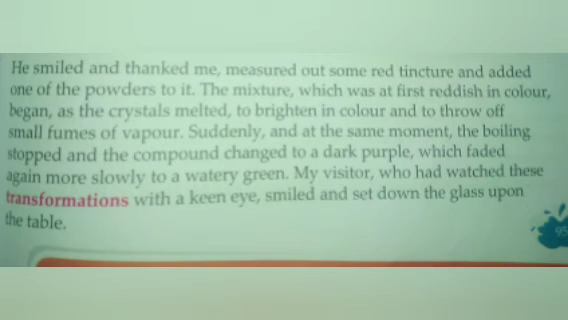 He smiled and thanked me, measured out some red tincture and added
one of the powders to it. The mixture, which was at first reddish in colour,
began, as the crystals melted, to brighten in colour and to throw off
small fumes of vapour. Suddenly, and at the same moment, the boiling
stopped and the compound changed to a dark purple, which faded
again more slowly to a watery green. My visitor, who had watched these
transformations with a keen eye, smiled and set down the glass upon
the table.
95